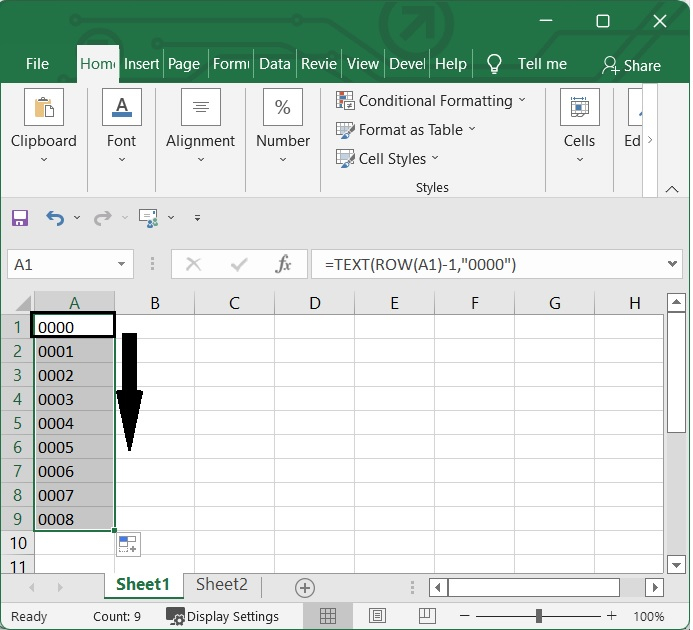 File Home Insert Page Formu Data Revie View Devel Help Tell me Share
Clipboard Font Alignment Number Conditional Formatting Format as Table Cell Styles Styles Cells Ed
A1 fx =TEXT(ROW(A1)-1,"0000")
A B C D E F G H
1 0000
2 0001
3 0002
4 0003
5 0004
6 0005
7 0006
8 0007
9 0008
10
11
Sheet1 Sheet2
Ready Count: 9 Display Settings 100%